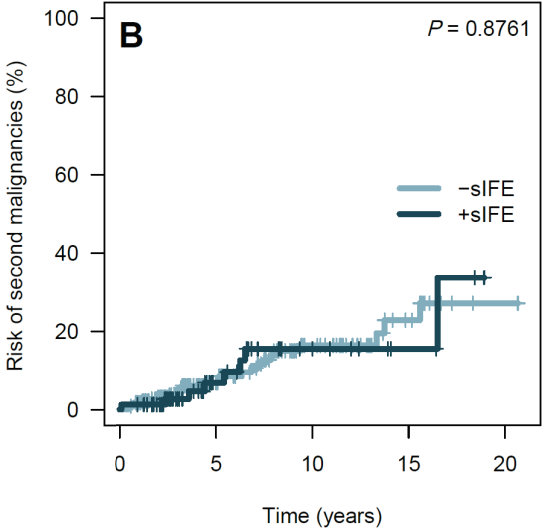 B
P = 0.8761
Risk of second malignancies (%)
100
80
60
40
20
0
−sIFE
+sIFE
0 5 10 15 20
Time (years)